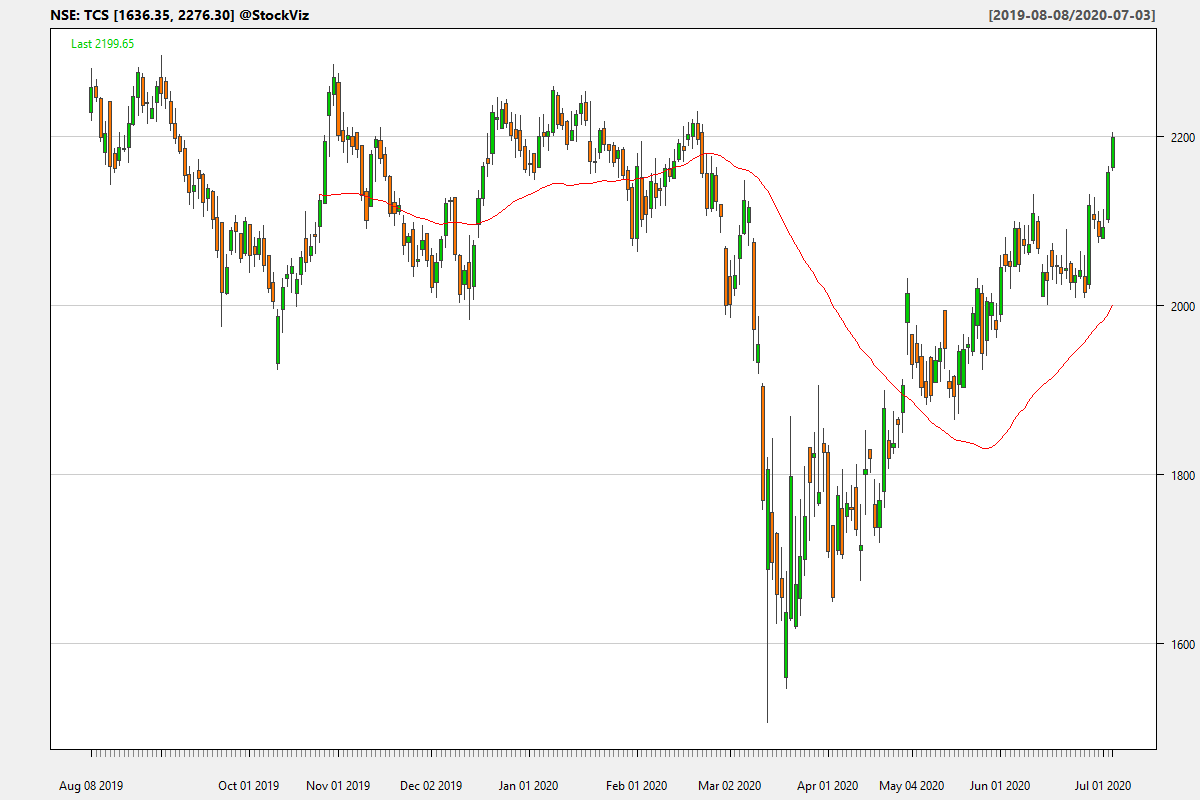 NSE: TCS [1636.35, 2276.30] @StockViz
[2019-08-08/2020-07-03]
Last 2199.65
2200
2000
1800
1600
Aug 08 2019
Oct 01 2019
Nov 01 2019
Dec 02 2019
Jan 01 2020
Feb 03 2020
Mar 02 2020
Apr 01 2020
May 04 2020
Jun 01 2020
Jul 01 2020